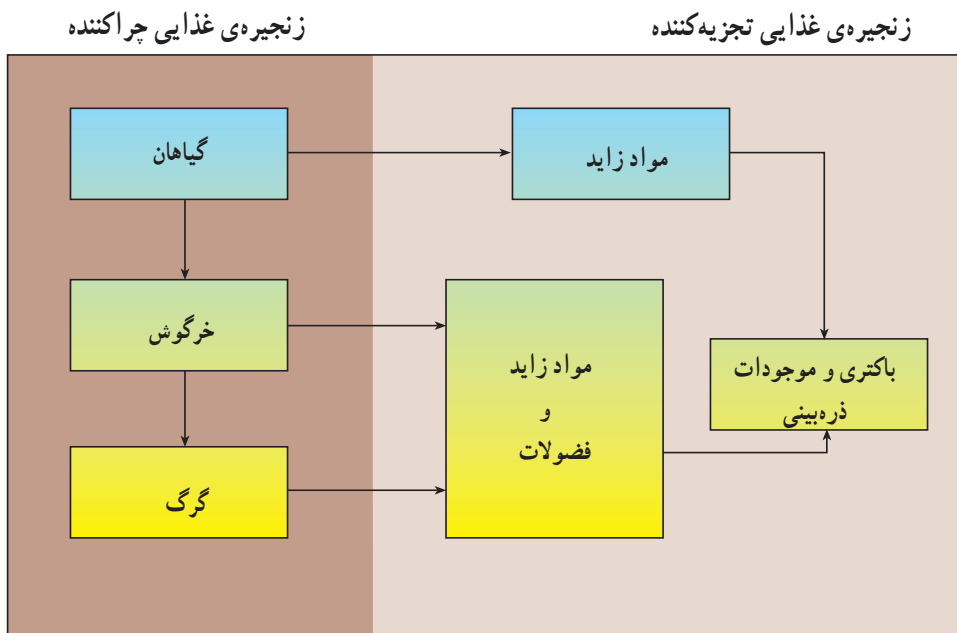 زنجیره‌ی غذایی تجزیه‌کننده
زنجیره‌ی غذایی چراکننده
مواد زاید
گیاهان
خرگوش
مواد زاید
و
فضولات
باکتری و موجودات
ذره‌بینی
گرگ